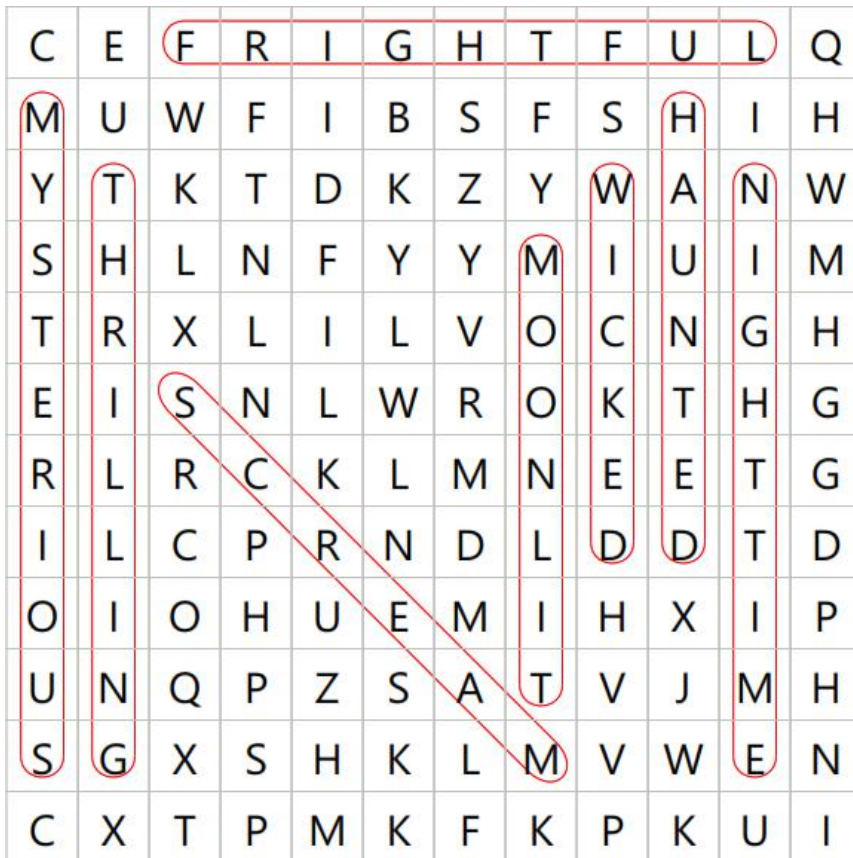 C E F R I G H T F U L Q
M U W F I B S F S H I H
Y T K T D K Z Y W A N W
S H L N F Y Y M I U I M
T R X L I L V O C N G H
E I S N L W R O K T H G
R L R C K L M N E E T G
I L C P R N D L D D T D
O I O H U E M I H X I P
U N Q P Z S A T V J M H
S G X S H K L M V W E N
C X T P M K F K P K U I